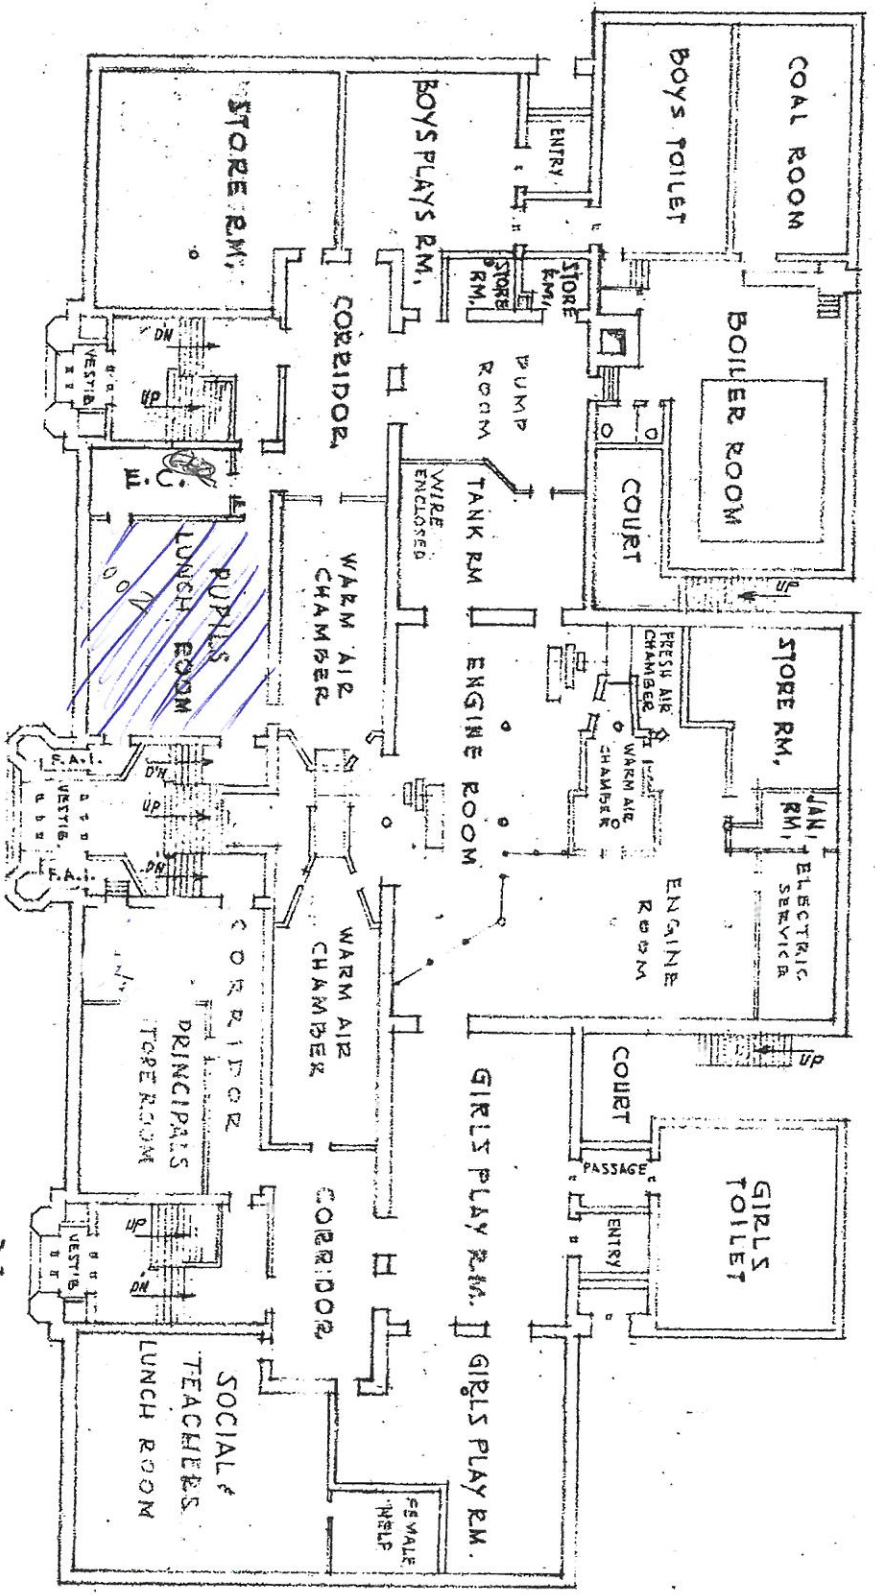 COAL ROOM
BOYS TOILET
BOILER ROOM
UP
STORE RM,
JAN,
RM,
ELECTRIC
SERVICE
UP
GIRLS
TOILET
ENTRY
STORE
RM,
STORE
RM,
COURT
FRESH AIR
CHAMBER
WARM AIR
CHAMBER
ENGINE
ROOM
COURT
PASSAGE
ENTRY
BOYS PLAYS RM,
PUMP
ROOM
TANK RM
WIRE
ENCLOSED
ENGINE ROOM
GIRLS PLAY R.M.
GIRLS PLAY RM.
FEMALE
HELP
CORRIDOR,
WARM AIR
CHAMBER
WARM AIR
CHAMBER
CORRIDOR,
STORE RM,
DN
UP
VESTIB
PUPILS
LUNCH ROOM
DN
UP
DN
F.A.I.
VESTIB
F.A.I.
CORRIDOR
PRINCIPALS
TORE ROOM
UP
DN.
VESTIB
SOCIAL &
TEACHERS
LUNCH ROOM